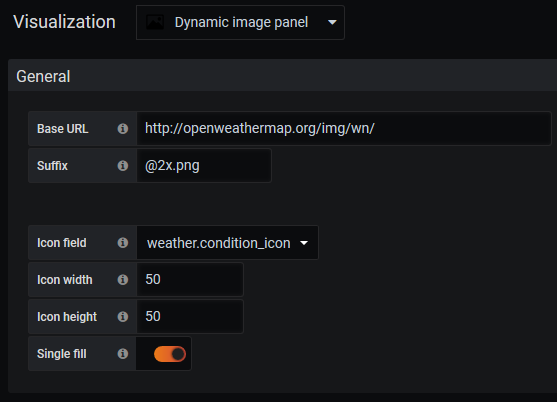 Visualization Dynamic image panel
General
Base URL http://openweathermap.org/img/wn/
Suffix @2x.png
Icon field weather.condition_icon
Icon width 50
Icon height 50
Single fill